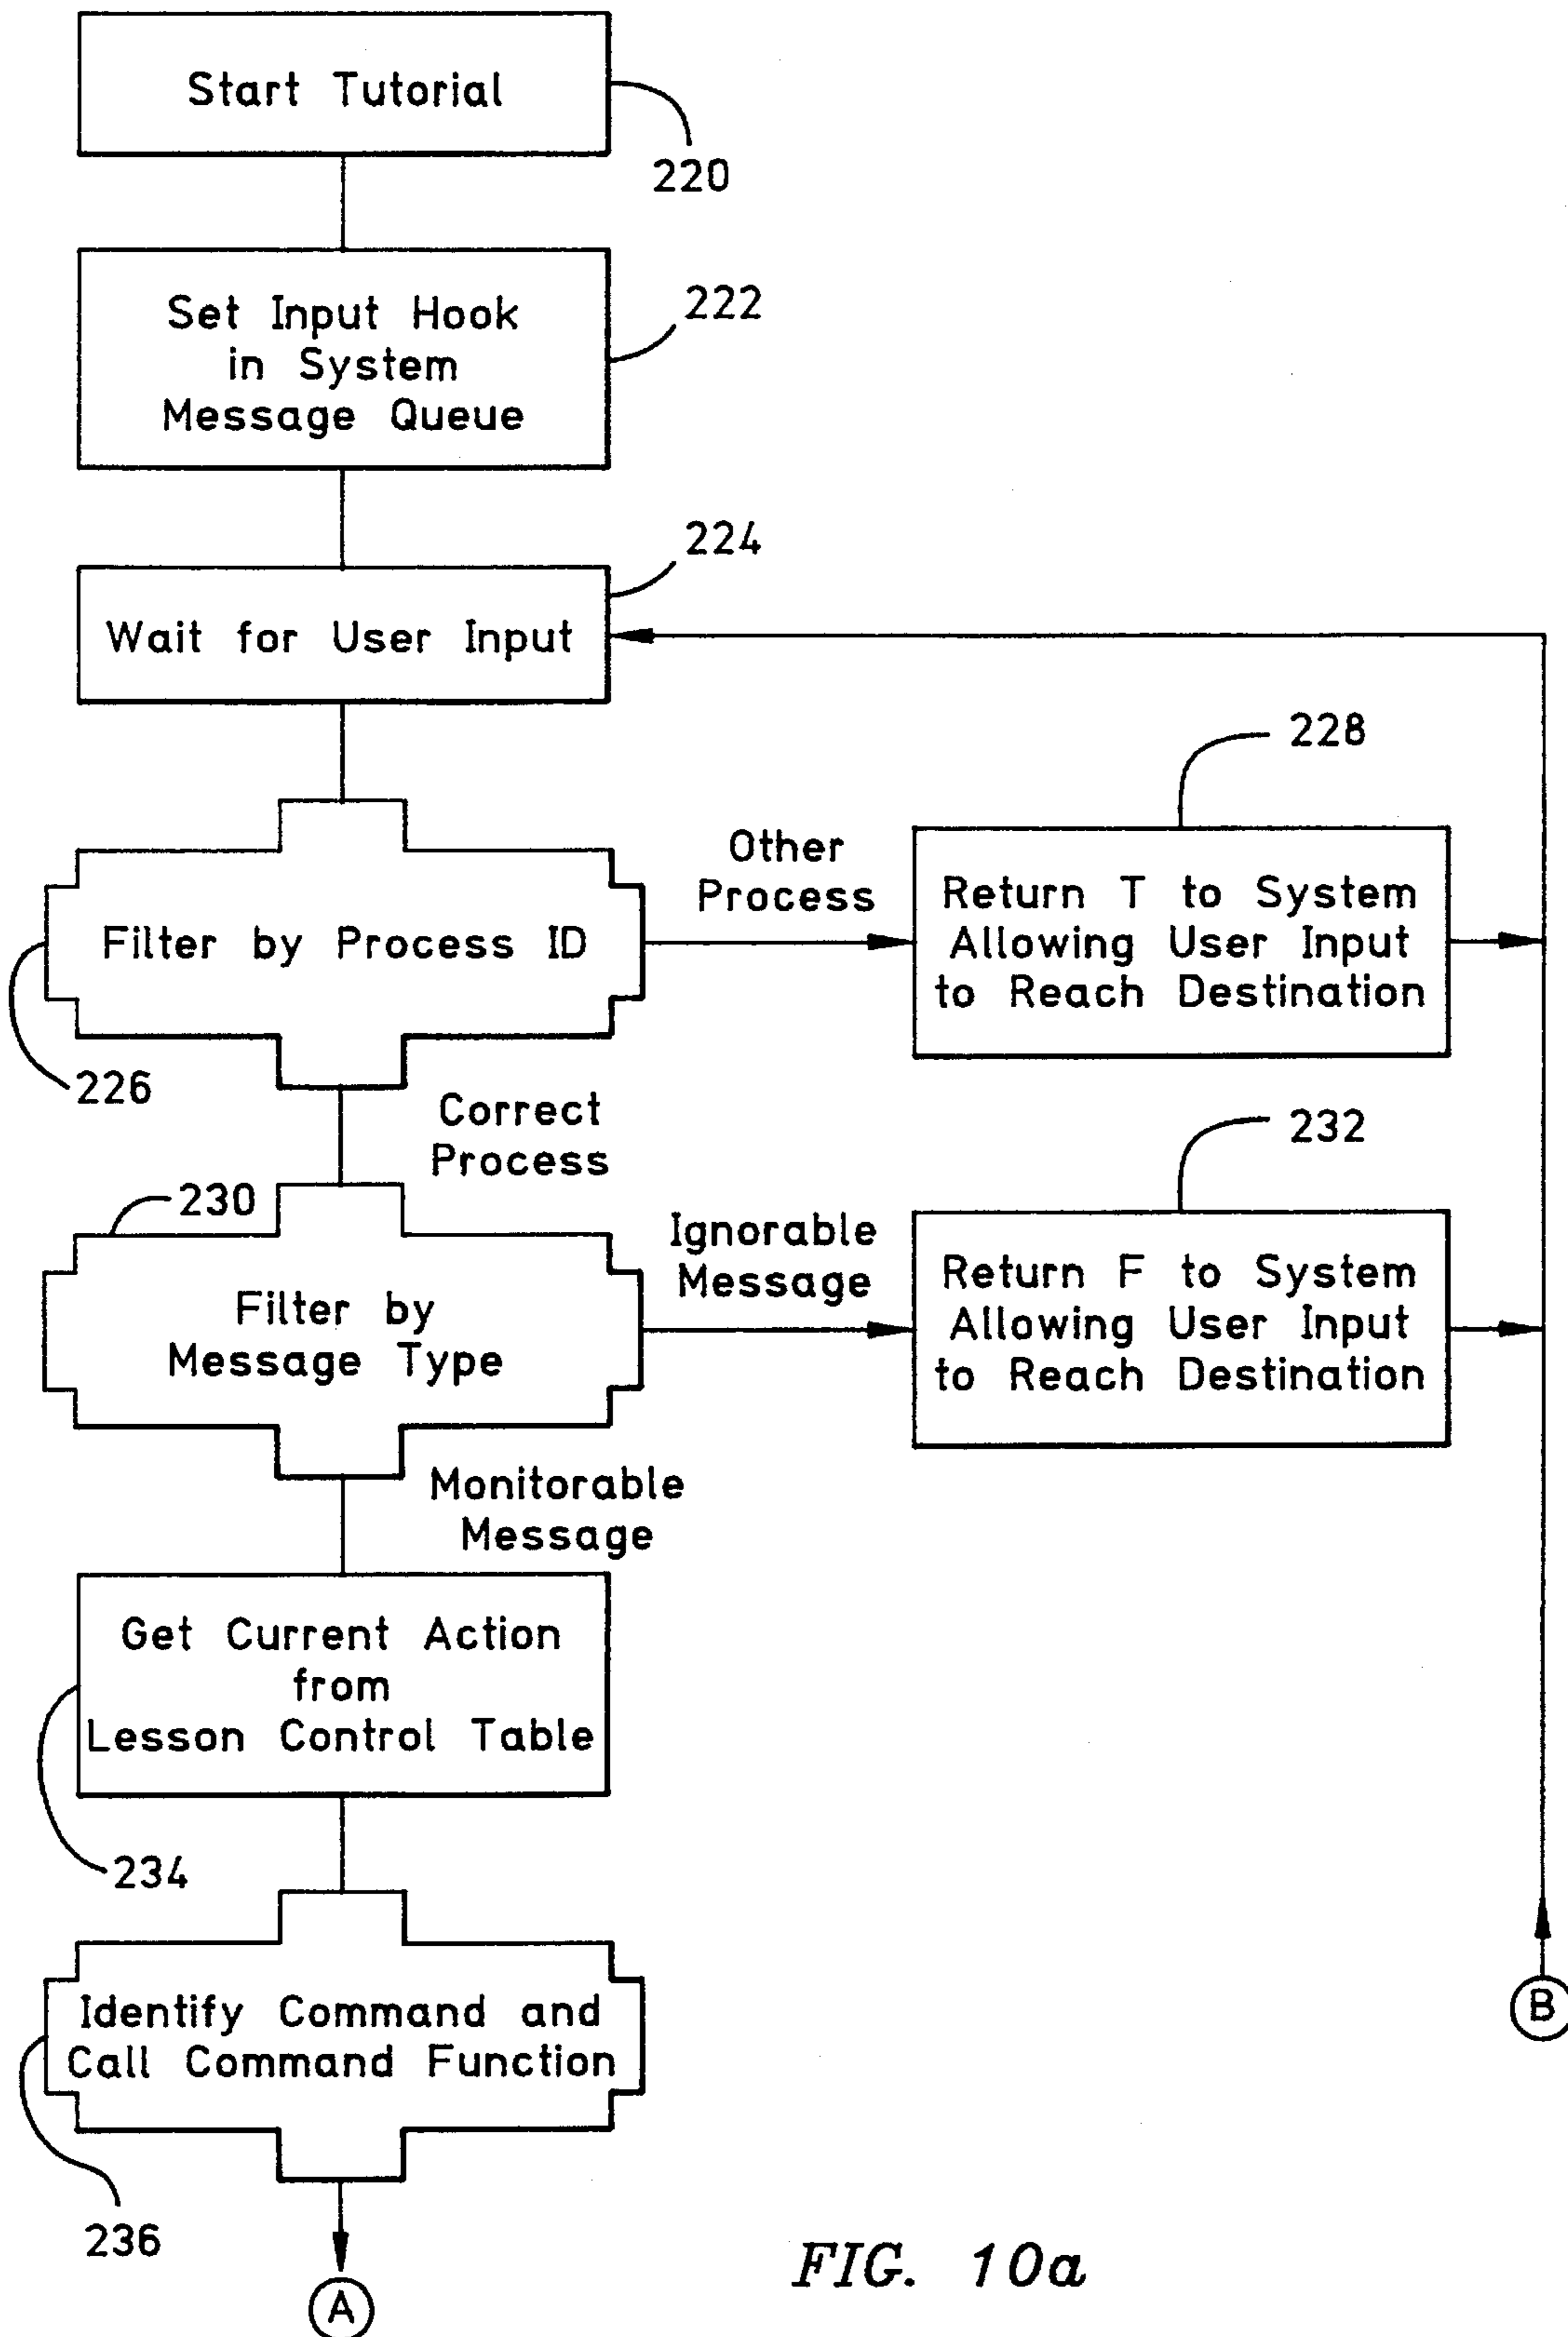 Start Tutorial
220
Set Input Hook
in System
Message Queue
222
224
Wait for User Input
228
Filter by Process ID
226
Other
Process
Return T to System
Allowing User Input
to Reach Destination
Correct
Process
230
232
Filter by
Message Type
Ignorable
Message
Return F to System
Allowing User Input
to Reach Destination
Monitorable
Message
Get Current Action
from
Lesson Control Table
234
Identify Command and
Call Command Function
236
B
A
FIG. 10a